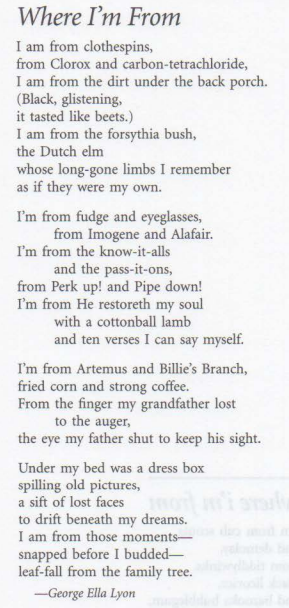 Where I'm From
I am from clothespins,
from Clorox and carbon-tetrachloride,
I am from the dirt under the back porch.
(Black, glistening,
it tasted like beets.)
I am from the forsythia bush,
the Dutch elm
whose long-gone limbs I remember
as if they were my own.
I'm from fudge and eyeglasses,
from Imogene and Alafair.
I'm from the know-it-alls
and the pass-it-ons,
from Perk up! and Pipe down!
I'm from He restoreth my soul
with a cottonball lamb
and ten verses I can say myself.
I'm from Artemus and Billie's Branch,
fried corn and strong coffee.
From the finger my grandfather lost
to the auger,
the eye my father shut to keep his sight.
Under my bed was a dress box
spilling old pictures,
a sift of lost faces
to drift beneath my dreams.
I am from those moments—
snapped before I budded—
leaf-fall from the family tree.
—George Ella Lyon
where i'm from